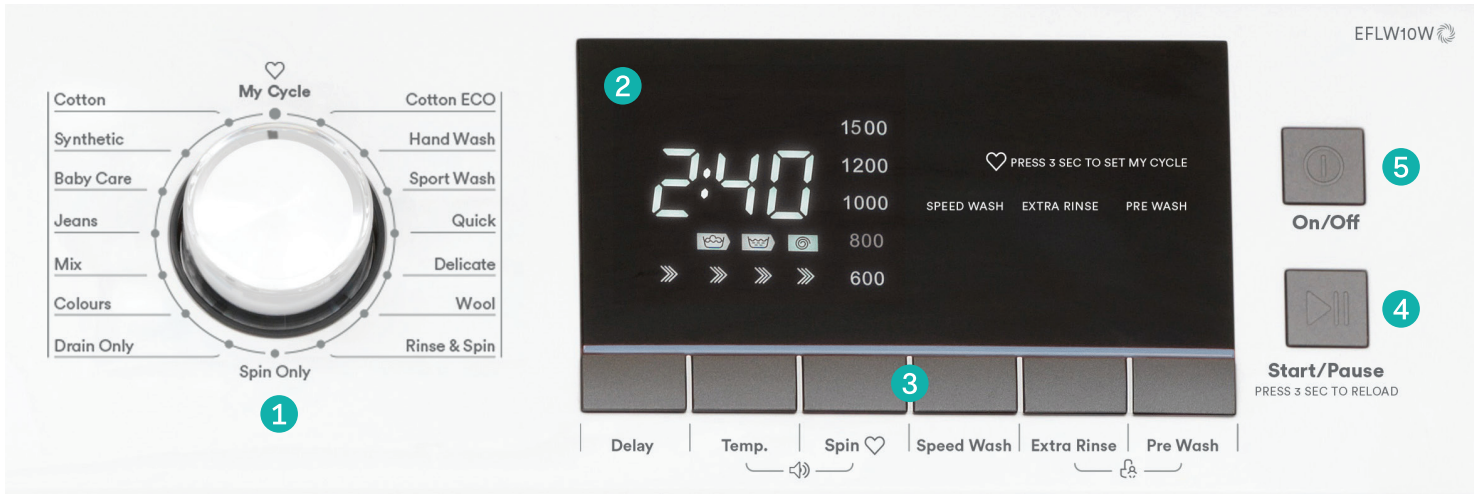 EFLW10W
My Cycle
Cotton
Cotton ECO
Synthetic
Hand Wash
Baby Care
Sport Wash
Jeans
Quick
Mix
Delicate
Colours
Wool
Drain Only
Rinse & Spin
Spin Only
1
2
2:40
1500
1200
1000
800
600
PRESS 3 SEC TO SET MY CYCLE
SPEED WASH EXTRA RINSE PRE WASH
3
Delay Temp. Spin Speed Wash Extra Rinse Pre Wash
5
On/Off
4
Start/Pause
PRESS 3 SEC TO RELOAD